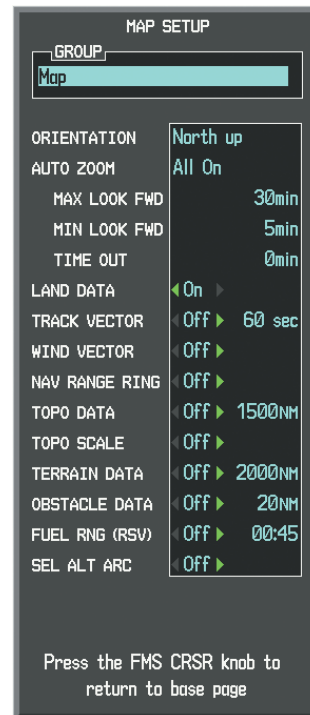 MAP SETUP
GROUP
Map
ORIENTATION North up
AUTO ZOOM All On
MAX LOOK FWD 30min
MIN LOOK FWD 5min
TIME OUT 0min
LAND DATA On
TRACK VECTOR Off 60 sec
WIND VECTOR Off
NAV RANGE RING Off
TOPO DATA Off 1500NM
TOPO SCALE Off
TERRAIN DATA Off 2000NM
OBSTACLE DATA Off 20NM
FUEL RNG (RSV) Off 00:45
SEL ALT ARC Off
Press the FMS CRSR knob to
return to base page